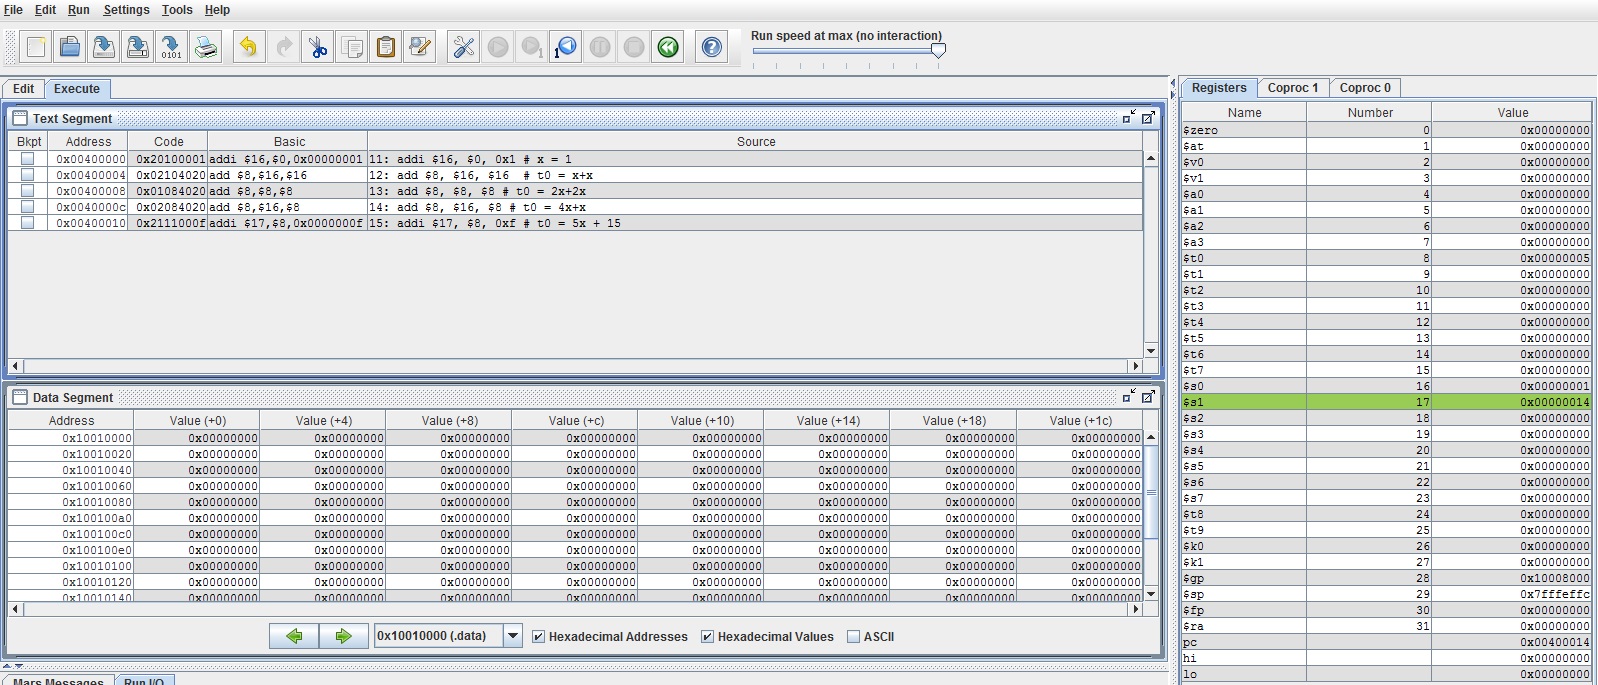 File Edit Run Settings Tools Help
Run speed at max (no interaction)
Edit Execute
Text Segment
Bkpt Address Code Basic Source
0x00400000 0x20100001 addi $16,$0,0x00000001 11: addi $16, $0, 0x1 # x = 1
0x00400004 0x02104020 add $8,$16,$16 12: add $8, $16, $16 # t0 = x+x
0x00400008 0x01084020 add $8,$8,$8 13: add $8, $8, $8 # t0 = 2x+2x
0x0040000c 0x02084020 add $8,$16,$8 14: add $8, $16, $8 # t0 = 4x+x
0x00400010 0x2111000f addi $17,$8,0x0000000f 15: addi $17, $8, 0xf # t0 = 5x + 15
Data Segment
Address Value (+0) Value (+4) Value (+8) Value (+c) Value (+10) Value (+14) Value (+18) Value (+1c)
0x10010000 0x00000000 0x00000000 0x00000000 0x00000000 0x00000000 0x00000000 0x00000000 0x00000000
0x10010020 0x00000000 0x00000000 0x00000000 0x00000000 0x00000000 0x00000000 0x00000000 0x00000000
0x10010040 0x00000000 0x00000000 0x00000000 0x00000000 0x00000000 0x00000000 0x00000000 0x00000000
0x10010060 0x00000000 0x00000000 0x00000000 0x00000000 0x00000000 0x00000000 0x00000000 0x00000000
0x10010080 0x00000000 0x00000000 0x00000000 0x00000000 0x00000000 0x00000000 0x00000000 0x00000000
0x100100a0 0x00000000 0x00000000 0x00000000 0x00000000 0x00000000 0x00000000 0x00000000 0x00000000
0x100100c0 0x00000000 0x00000000 0x00000000 0x00000000 0x00000000 0x00000000 0x00000000 0x00000000
0x100100e0 0x00000000 0x00000000 0x00000000 0x00000000 0x00000000 0x00000000 0x00000000 0x00000000
0x10010100 0x00000000 0x00000000 0x00000000 0x00000000 0x00000000 0x00000000 0x00000000 0x00000000
0x10010120 0x00000000 0x00000000 0x00000000 0x00000000 0x00000000 0x00000000 0x00000000 0x00000000
0x10010140 0x00000000 0x00000000 0x00000000 0x00000000 0x00000000 0x00000000 0x00000000 0x00000000
0x10010000 (.data) Hexadecimal Addresses Hexadecimal Values ASCII
Mars Messages Run I/O
Registers Coproc 1 Coproc 0
Name Number Value
$zero 0 0x00000000
$at 1 0x00000000
$v0 2 0x00000000
$v1 3 0x00000000
$a0 4 0x00000000
$a1 5 0x00000000
$a2 6 0x00000000
$a3 7 0x00000000
$t0 8 0x00000005
$t1 9 0x00000000
$t2 10 0x00000000
$t3 11 0x00000000
$t4 12 0x00000000
$t5 13 0x00000000
$t6 14 0x00000000
$t7 15 0x00000000
$s0 16 0x00000001
$s1 17 0x00000014
$s2 18 0x00000000
$s3 19 0x00000000
$s4 20 0x00000000
$s5 21 0x00000000
$s6 22 0x00000000
$s7 23 0x00000000
$t8 24 0x00000000
$t9 25 0x00000000
$k0 26 0x00000000
$k1 27 0x00000000
$gp 28 0x10008000
$sp 29 0x7fffeffc
$fp 30 0x00000000
$ra 31 0x00000000
pc 0x00400014
hi 0x00000000
lo 0x00000000